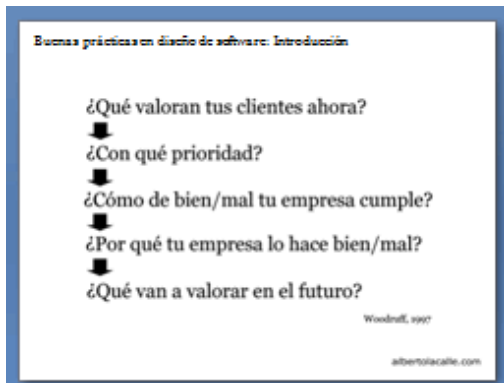 Buenas prácticas en diseño de software: Introducción
¿Qué valoran tus clientes ahora?
¿Con qué prioridad?
¿Cómo de bien/mal tu empresa cumple?
¿Por qué tu empresa lo hace bien/mal?
¿Qué van a valorar en el futuro?
Woodruff, 1997
albertolacalle.com